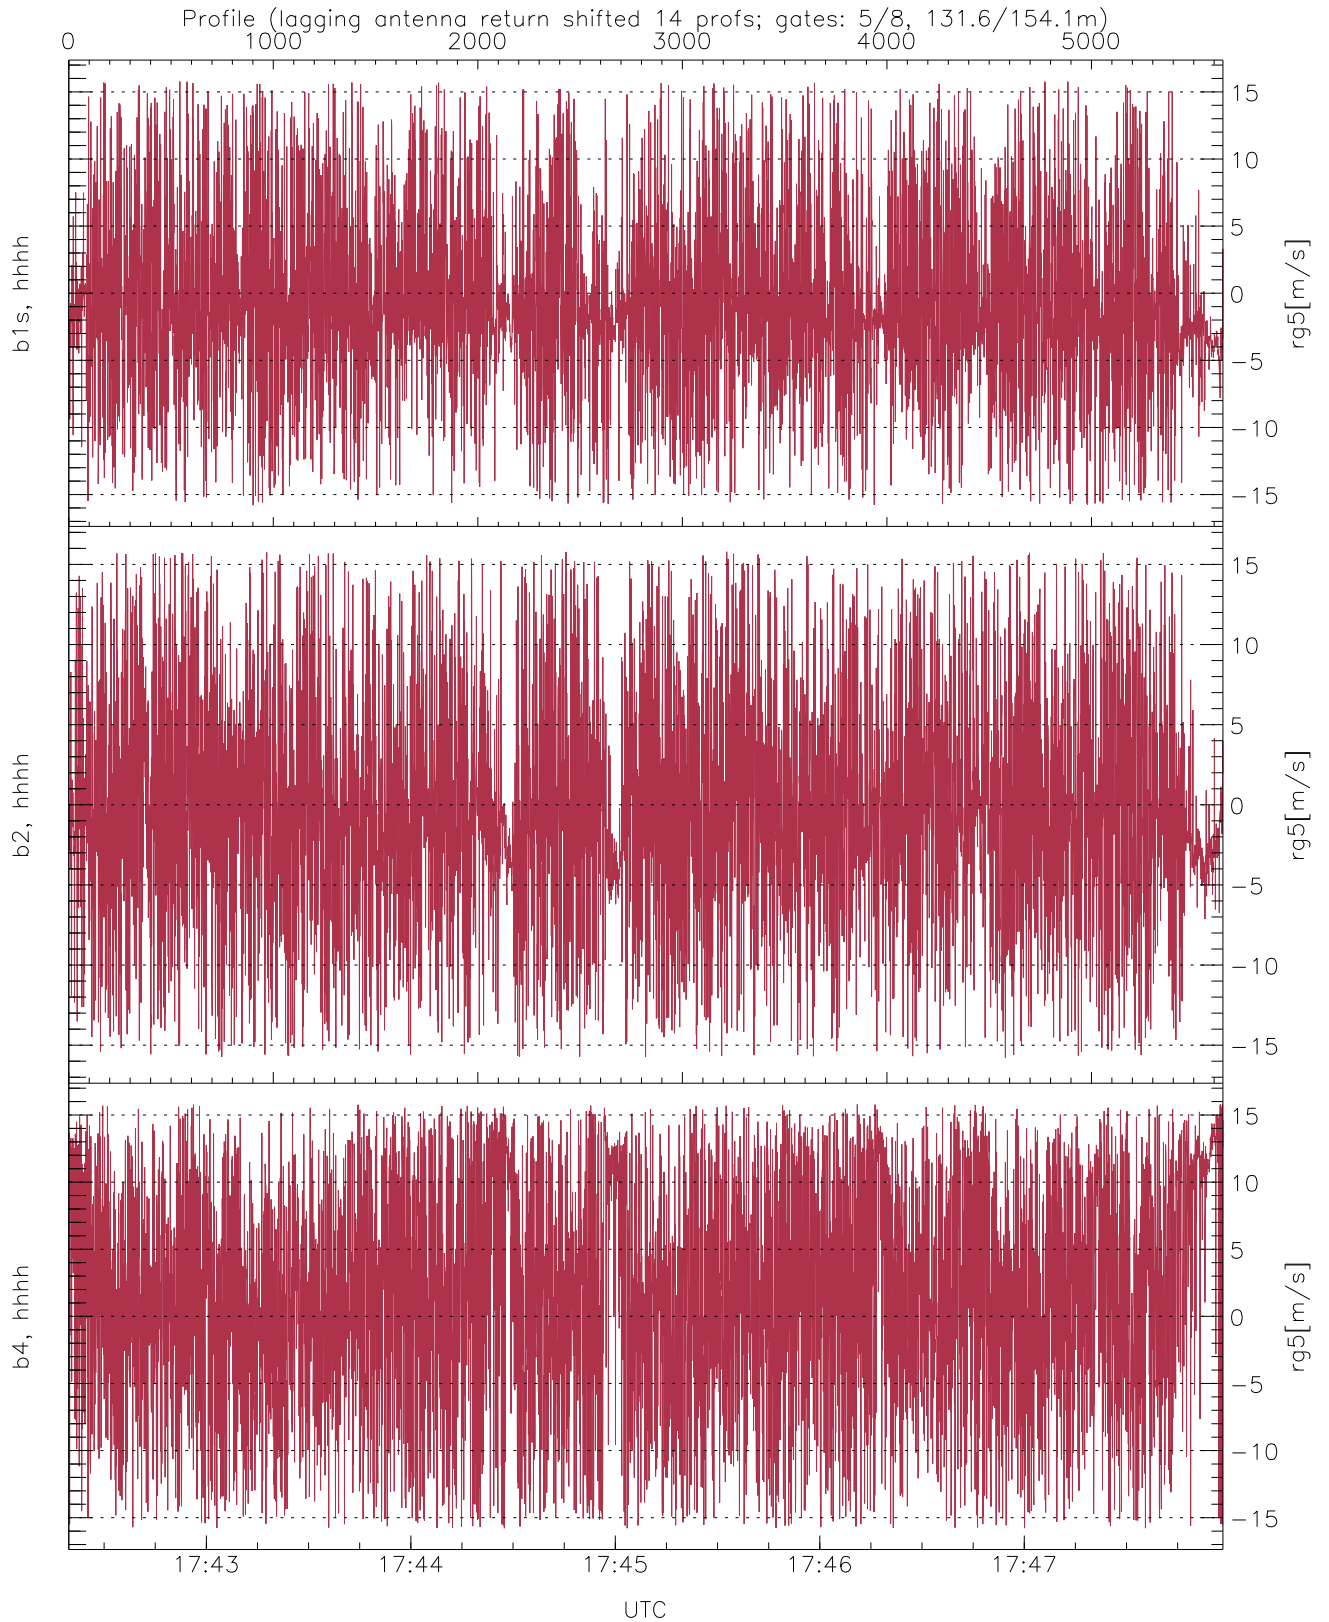 Profile (lagging antenna return shifted 14 profs; gates: 5/8, 131.6/154.1m)
0 1000 2000 3000 4000 5000
15
10
5
0
-5
-10
-15
b1s, hhhh
rg5[m/s]
15
10
5
0
-5
-10
-15
b2, hhhh
rg5[m/s]
15
10
5
0
-5
-10
-15
b4, hhhh
rg5[m/s]
17:43 17:44 17:45 17:46 17:47
UTC